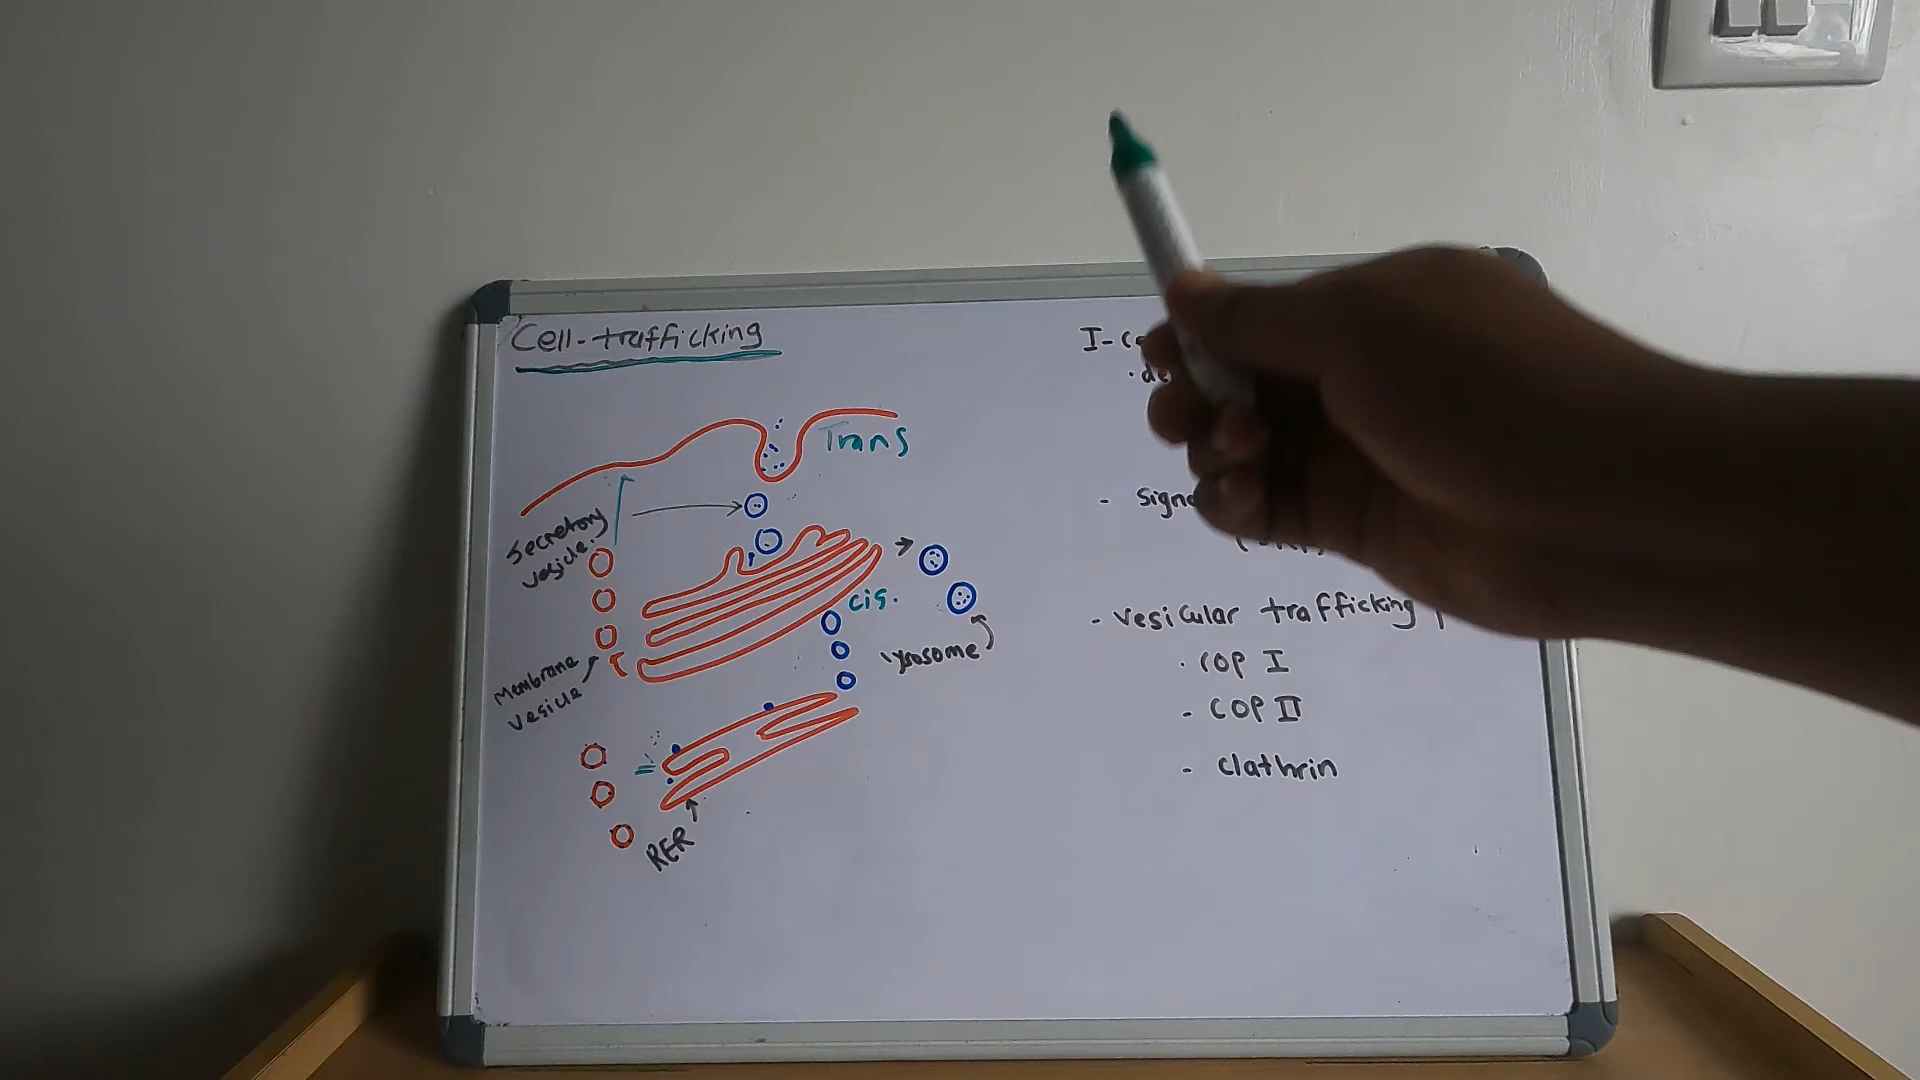 Cell-trafficking
Trans
Secretory
vesicle.
cis.
lysosome
Membrane
vesicle
RER
I-
- vesicular trafficking
· COP I
- COP II
- clathrin